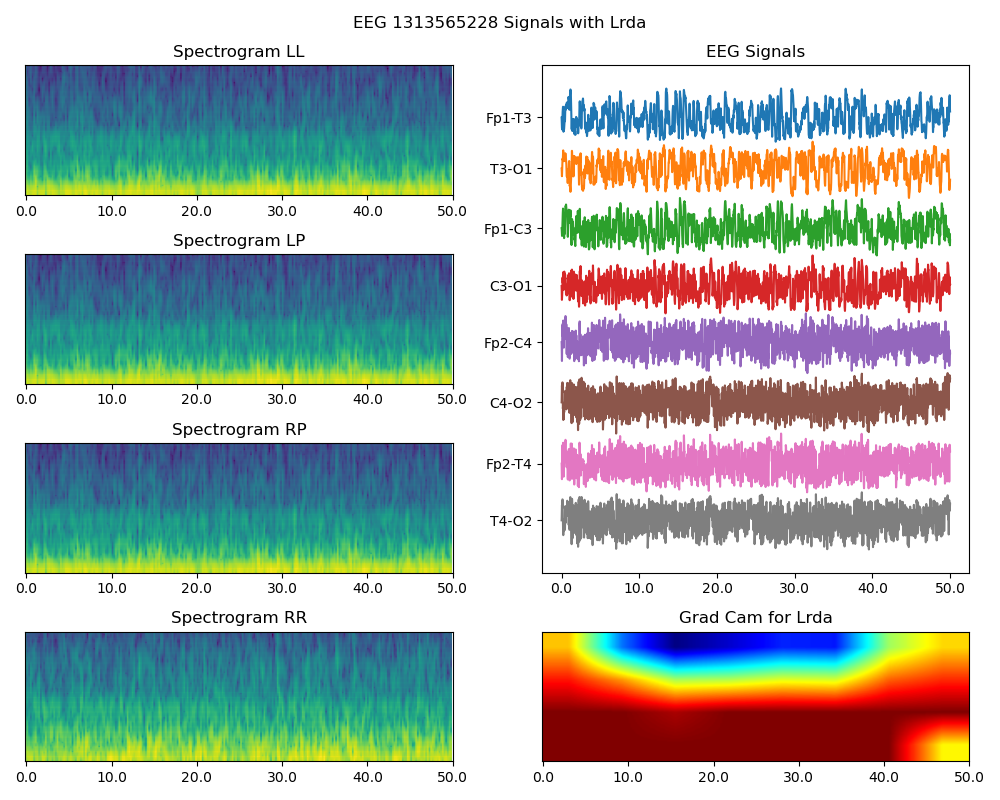 EEG 1313565228 Signals with Lrda
Spectrogram LL
0.0 10.0 20.0 30.0 40.0 50.0
Spectrogram LP
0.0 10.0 20.0 30.0 40.0 50.0
Spectrogram RP
0.0 10.0 20.0 30.0 40.0 50.0
Spectrogram RR
0.0 10.0 20.0 30.0 40.0 50.0
EEG Signals
Fp1-T3
T3-O1
Fp1-C3
C3-O1
Fp2-C4
C4-O2
Fp2-T4
T4-O2
0.0 10.0 20.0 30.0 40.0 50.0
Grad Cam for Lrda
0.0 10.0 20.0 30.0 40.0 50.0